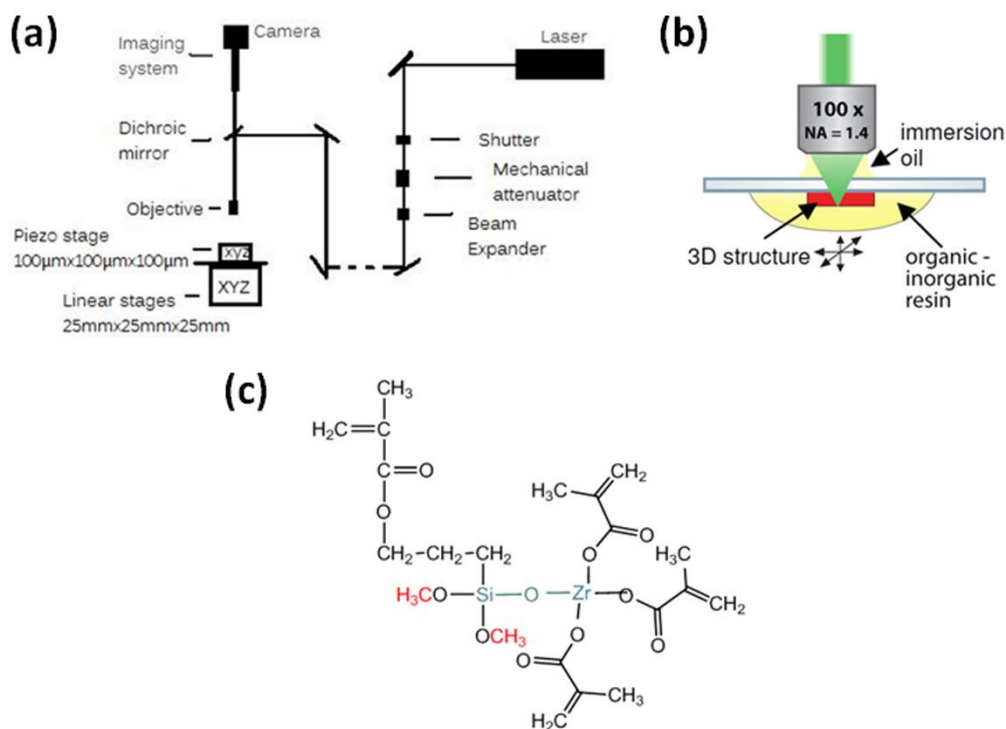 (a)
Camera
Imaging
system
Dichroic
mirror
Objective
Piezo stage
100µmx100µmx100µm
xyz
XYZ
Linear stages
25mmx25mmx25mm
Laser
Shutter
Mechanical
attenuator
Beam
Expander
(b)
100 x
NA = 1.4
immersion
oil
3D structure
organic -
inorganic
resin
(c)
CH3
H2C=C
C=O
O
CH2-CH2-CH2
H3CO-Si-O-Zr-O
OCH3
H3C
CH2
O
O
H3C
CH2
O
O
O
CH3
H2C